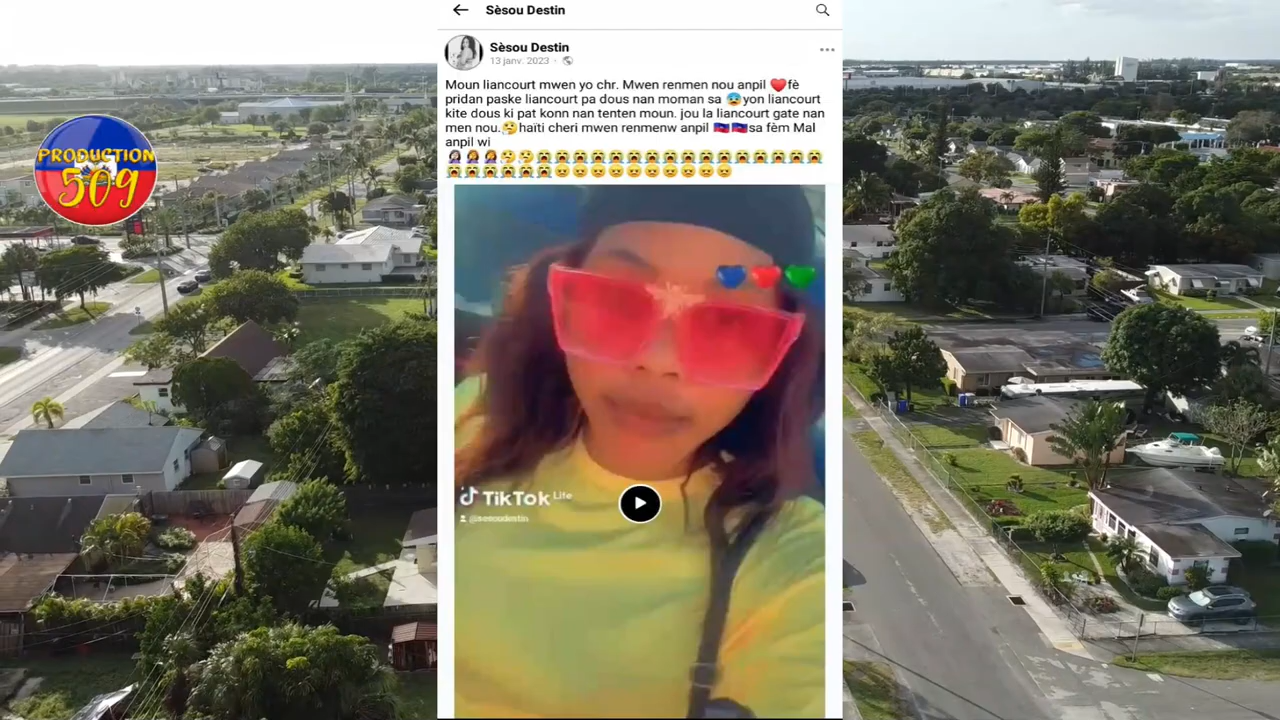 Sèsou Destin
Sèsou Destin
13 janv. 2023
Moun liancourt mwen yo chr. Mwen renmen nou anpil ❤️fè
pridan paske liancourt pa dous nan moman sa 😰yon liancourt
kite dous ki pat konn nan tenten moun. jou la liancourt gate nan
men nou.🤔haïti cheri mwen renmenw anpil 🇭🇹🇭🇹sa fèm Mal
anpil wi
PRODUCTION
509
TikTok Life
@sesoudestin